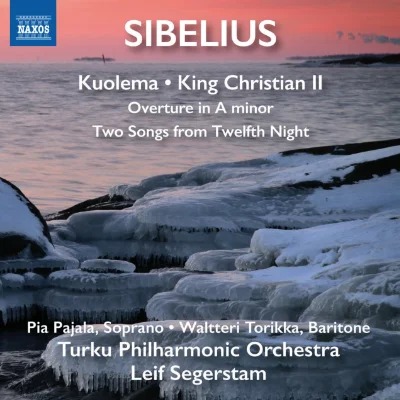 NAXOS
SIBELIUS
Kuolema • King Christian II
Overture in A minor
Two Songs from Twelfth Night
Pia Pajala, Soprano • Waltteri Torikka, Baritone
Turku Philharmonic Orchestra
Leif Segerstam